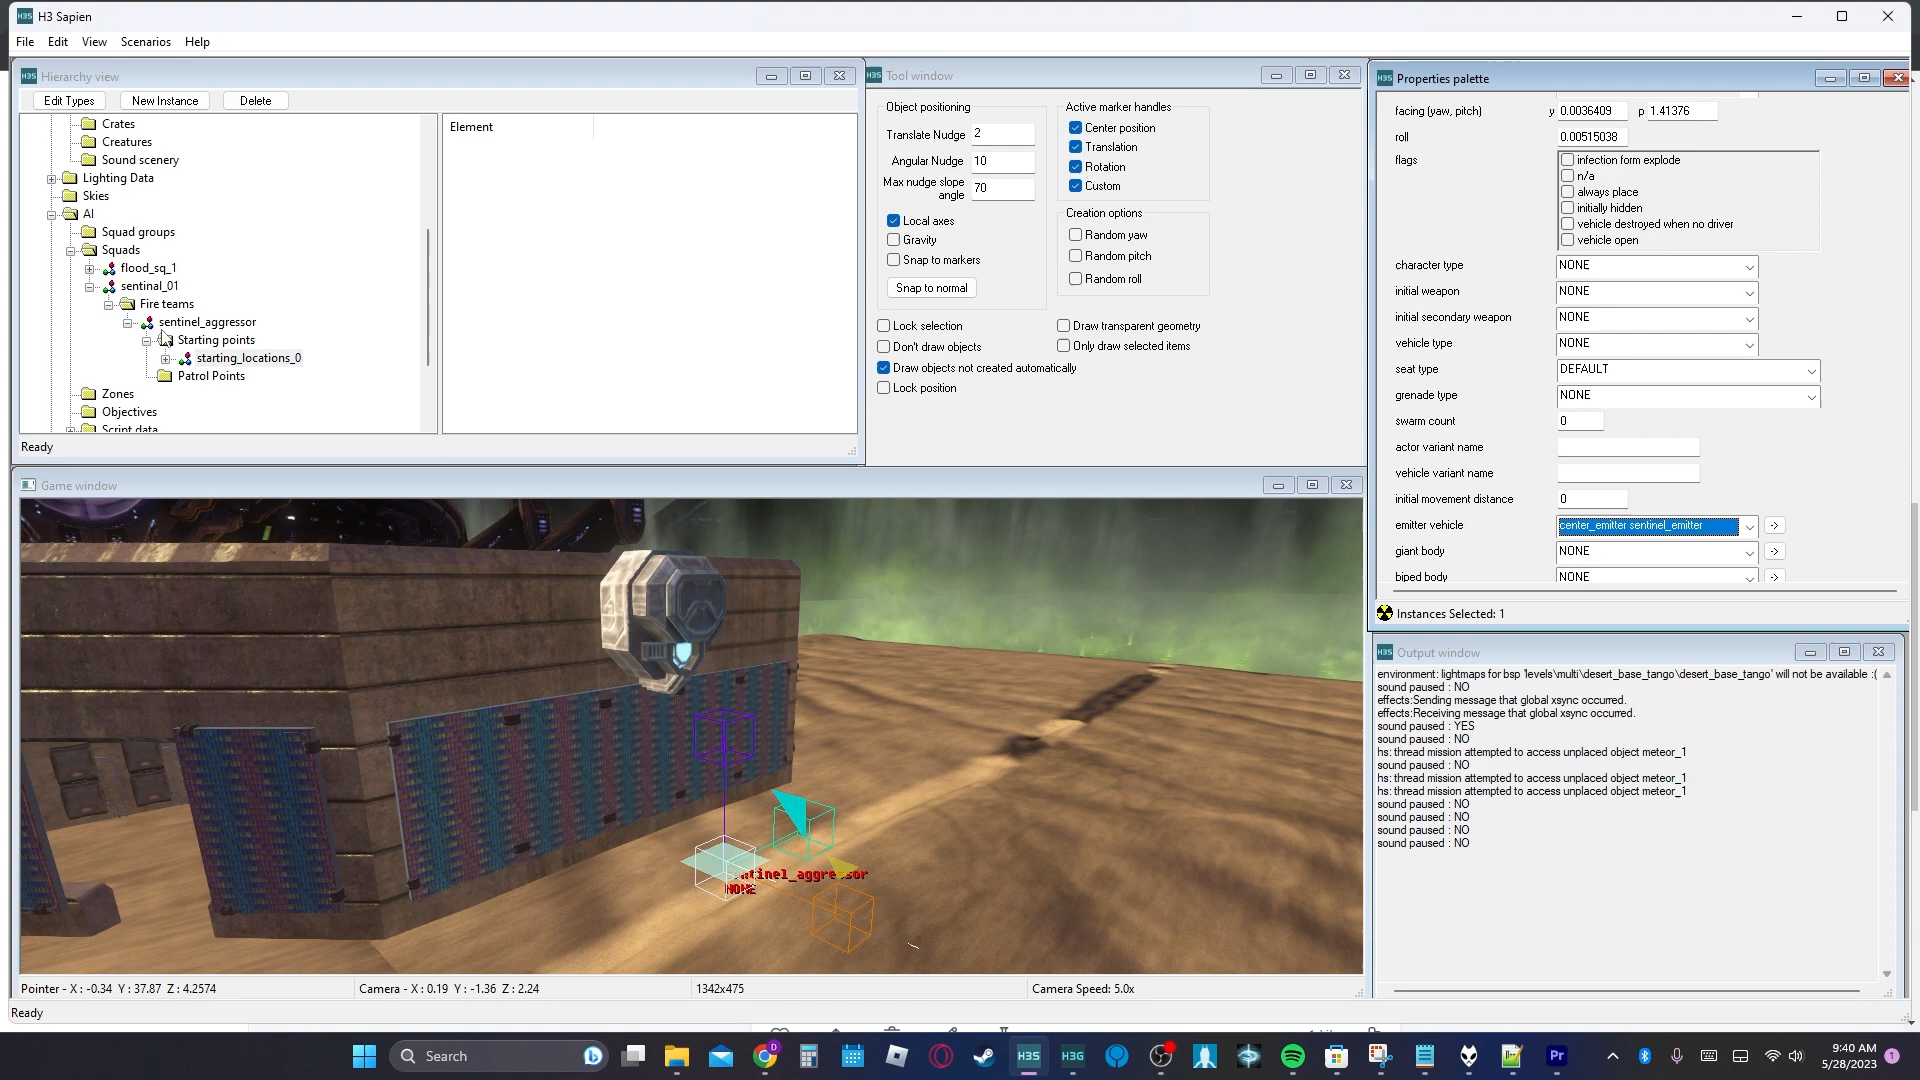 H3S H3 Sapien
File Edit View Scenarios Help
H3S Hierarchy view
Edit Types New Instance Delete
Crates
Creatures
Sound scenery
Lighting Data
Skies
AI
Squad groups
Squads
flood_sq_1
sentinal_01
Fire teams
sentinel_aggressor
Starting points
starting_locations_0
Patrol Points
Zones
Objectives
Script data
Element
Ready
H3S Tool window
Object positioning
Translate Nudge 2
Angular Nudge 10
Max nudge slope angle 70
Local axes
Gravity
Snap to markers
Snap to normal
Active marker handles
Center position
Translation
Rotation
Custom
Creation options
Random yaw
Random pitch
Random roll
Lock selection
Don't draw objects
Draw objects not created automatically
Lock position
Draw transparent geometry
Only draw selected items
H3S Properties palette
facing (yaw, pitch) y 0.0036409 p 1.41376
roll 0.00515038
flags
infection form explode
n/a
always place
initially hidden
vehicle destroyed when no driver
vehicle open
character type NONE
initial weapon NONE
initial secondary weapon NONE
vehicle type NONE
seat type DEFAULT
grenade type NONE
swarm count 0
actor variant name
vehicle variant name
initial movement distance 0
emitter vehicle center_emitter sentinel_emitter ->
giant body NONE ->
biped body NONE ->
Instances Selected: 1
Game window
NONE
Pointer - X : -0.34 Y : 37.87 Z : 4.2574
Camera - X : 0.19 Y : -1.36 Z : 2.24
1342x475
Camera Speed: 5.0x
Ready
H3S Output window
environment: lightmaps for bsp 'levels\multi\desert_base_tango\desert_base_tango' will not be available :(
sound paused : NO
effects:Sending message that global xsync occurred.
effects:Receiving message that global xsync occurred.
sound paused : YES
sound paused : NO
hs: thread mission attempted to access unplaced object meteor_1
sound paused : NO
hs: thread mission attempted to access unplaced object meteor_1
hs: thread mission attempted to access unplaced object meteor_1
sound paused : NO
sound paused : NO
sound paused : NO
sound paused : NO
Search
D
H3S
H3G
Pr
9:40 AM
5/28/2023
1